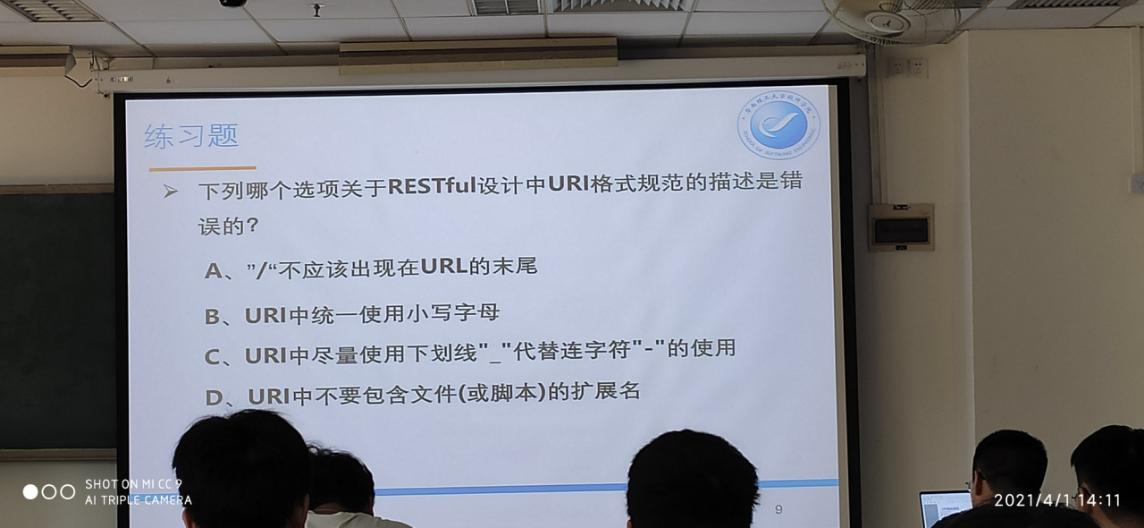 练习题
➢ 下列哪个选项关于RESTful设计中URI格式规范的描述是错
误的？
A、”/“不应该出现在URL的末尾
B、URI中统一使用小写字母
C、URI中尽量使用下划线"_"代替连字符"-"的使用
D、URI中不要包含文件(或脚本)的扩展名
9
SHOT ON MI CC 9
AI TRIPLE CAMERA
2021/4/1 14:11